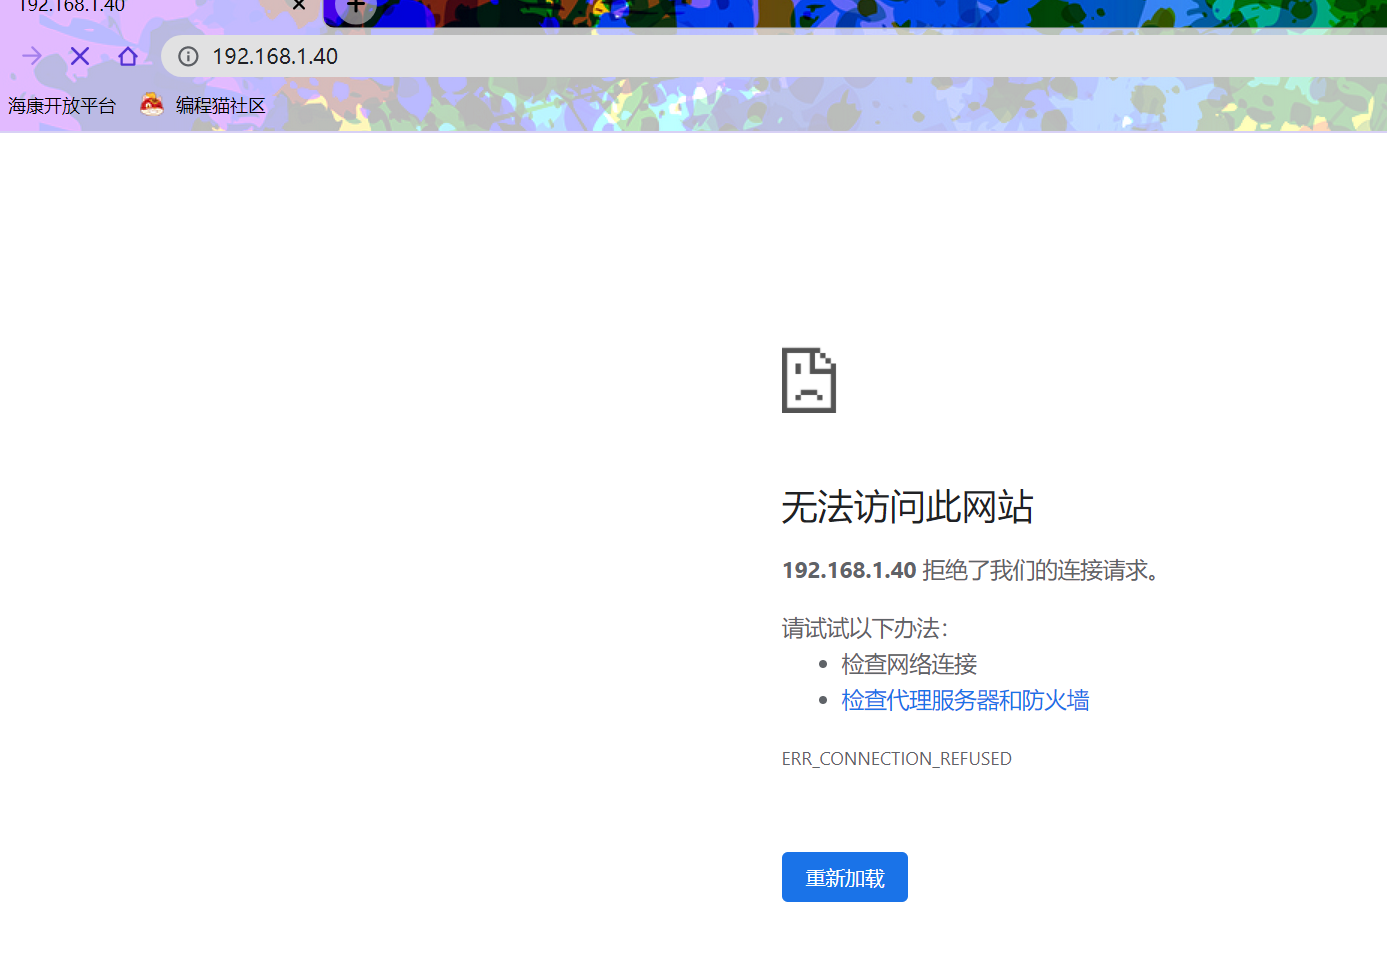 192.168.1.40
192.168.1.40
海康开放平台 编程猫社区
无法访问此网站
192.168.1.40 拒绝了我们的连接请求。
请试试以下办法：
检查网络连接
检查代理服务器和防火墙
ERR_CONNECTION_REFUSED
重新加载